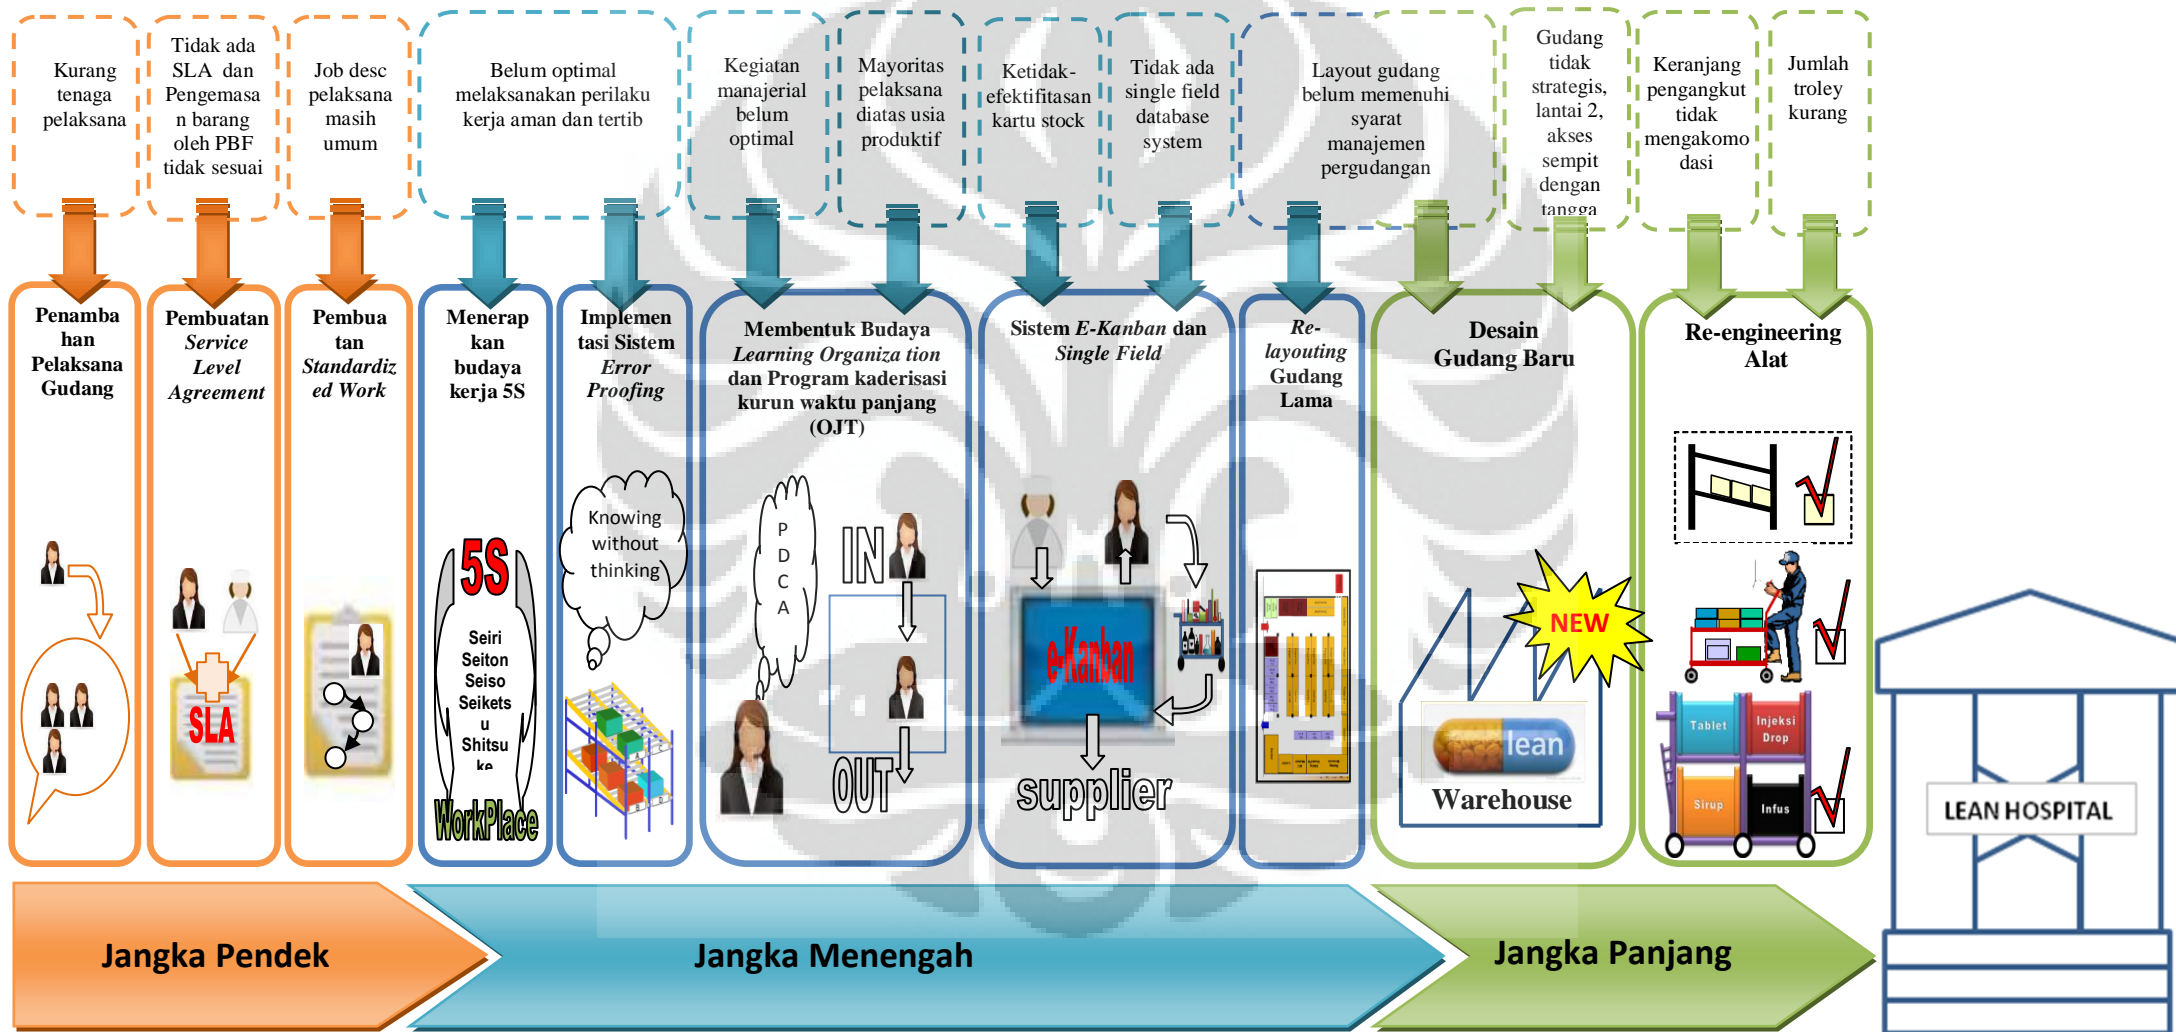 Kurang
tenaga
pelaksana
Tidak ada
SLA dan
Pengemasa
n barang
oleh PBF
tidak sesuai
Job desc
pelaksana
masih
umum
Belum optimal
melaksanakan perilaku
kerja aman dan tertib
Kegiatan
manajerial
belum
optimal
Mayoritas
pelaksana
diatas usia
produktif
Ketidak-
efektifitasan
kartu stock
Tidak ada
single field
database
system
Layout gudang
belum memenuhi
syarat
manajemen
pergudangan
Gudang
tidak
strategis,
lantai 2,
akses
sempit
dengan
tangga
Keranjang
pengangkut
tidak
mengakomo
dasi
Jumlah
troley
kurang
Penamba
han
Pelaksana
Gudang
Pembuatan
Service
Level
Agreement
SLA
Pembua
tan
Standardiz
ed Work
Menerap
kan
budaya
kerja 5S
5S
Seiri
Seiton
Seiso
Seikets
u
Shitsu
ke
WorkPlace
Implemen
tasi Sistem
Error
Proofing
Knowing
without
thinking
Membentuk Budaya
Learning Organiza tion
dan Program kaderisasi
kurun waktu panjang
(OJT)
P
D
C
A
IN
OUT
Sistem E-Kanban dan
Single Field
e-Kanban
supplier
Re-
layouting
Gudang
Lama
Desain
Gudang Baru
NEW
lean
Warehouse
Re-engineering
Alat
Tablet
Injeksi
Drop
Sirup
Infus
LEAN HOSPITAL
Jangka Pendek
Jangka Menengah
Jangka Panjang